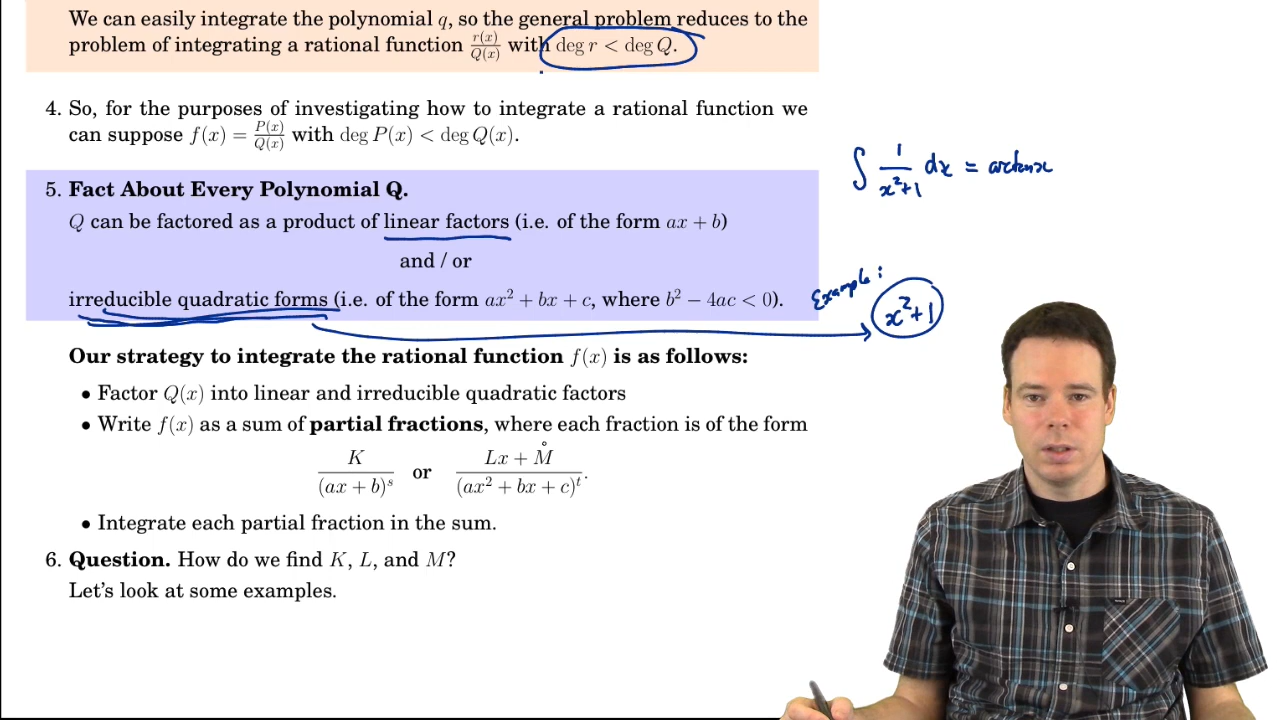 We can easily integrate the polynomial q, so the general problem reduces to the
problem of integrating a rational function r(x)/Q(x) with deg r < deg Q.
4. So, for the purposes of investigating how to integrate a rational function we
can suppose f(x) = P(x)/Q(x) with deg P(x) < deg Q(x).
∫ 1/(x²+1) dx = arctan x
5. Fact About Every Polynomial Q.
Q can be factored as a product of linear factors (i.e. of the form ax + b)
and / or
irreducible quadratic forms (i.e. of the form ax² + bx + c, where b² − 4ac < 0).
Example:
x²+1
Our strategy to integrate the rational function f(x) is as follows:
• Factor Q(x) into linear and irreducible quadratic factors
• Write f(x) as a sum of partial fractions, where each fraction is of the form
K/(ax + b)ˢ or (Lx + M)/(ax² + bx + c)ᵗ.
• Integrate each partial fraction in the sum.
6. Question. How do we find K, L, and M?
Let's look at some examples.